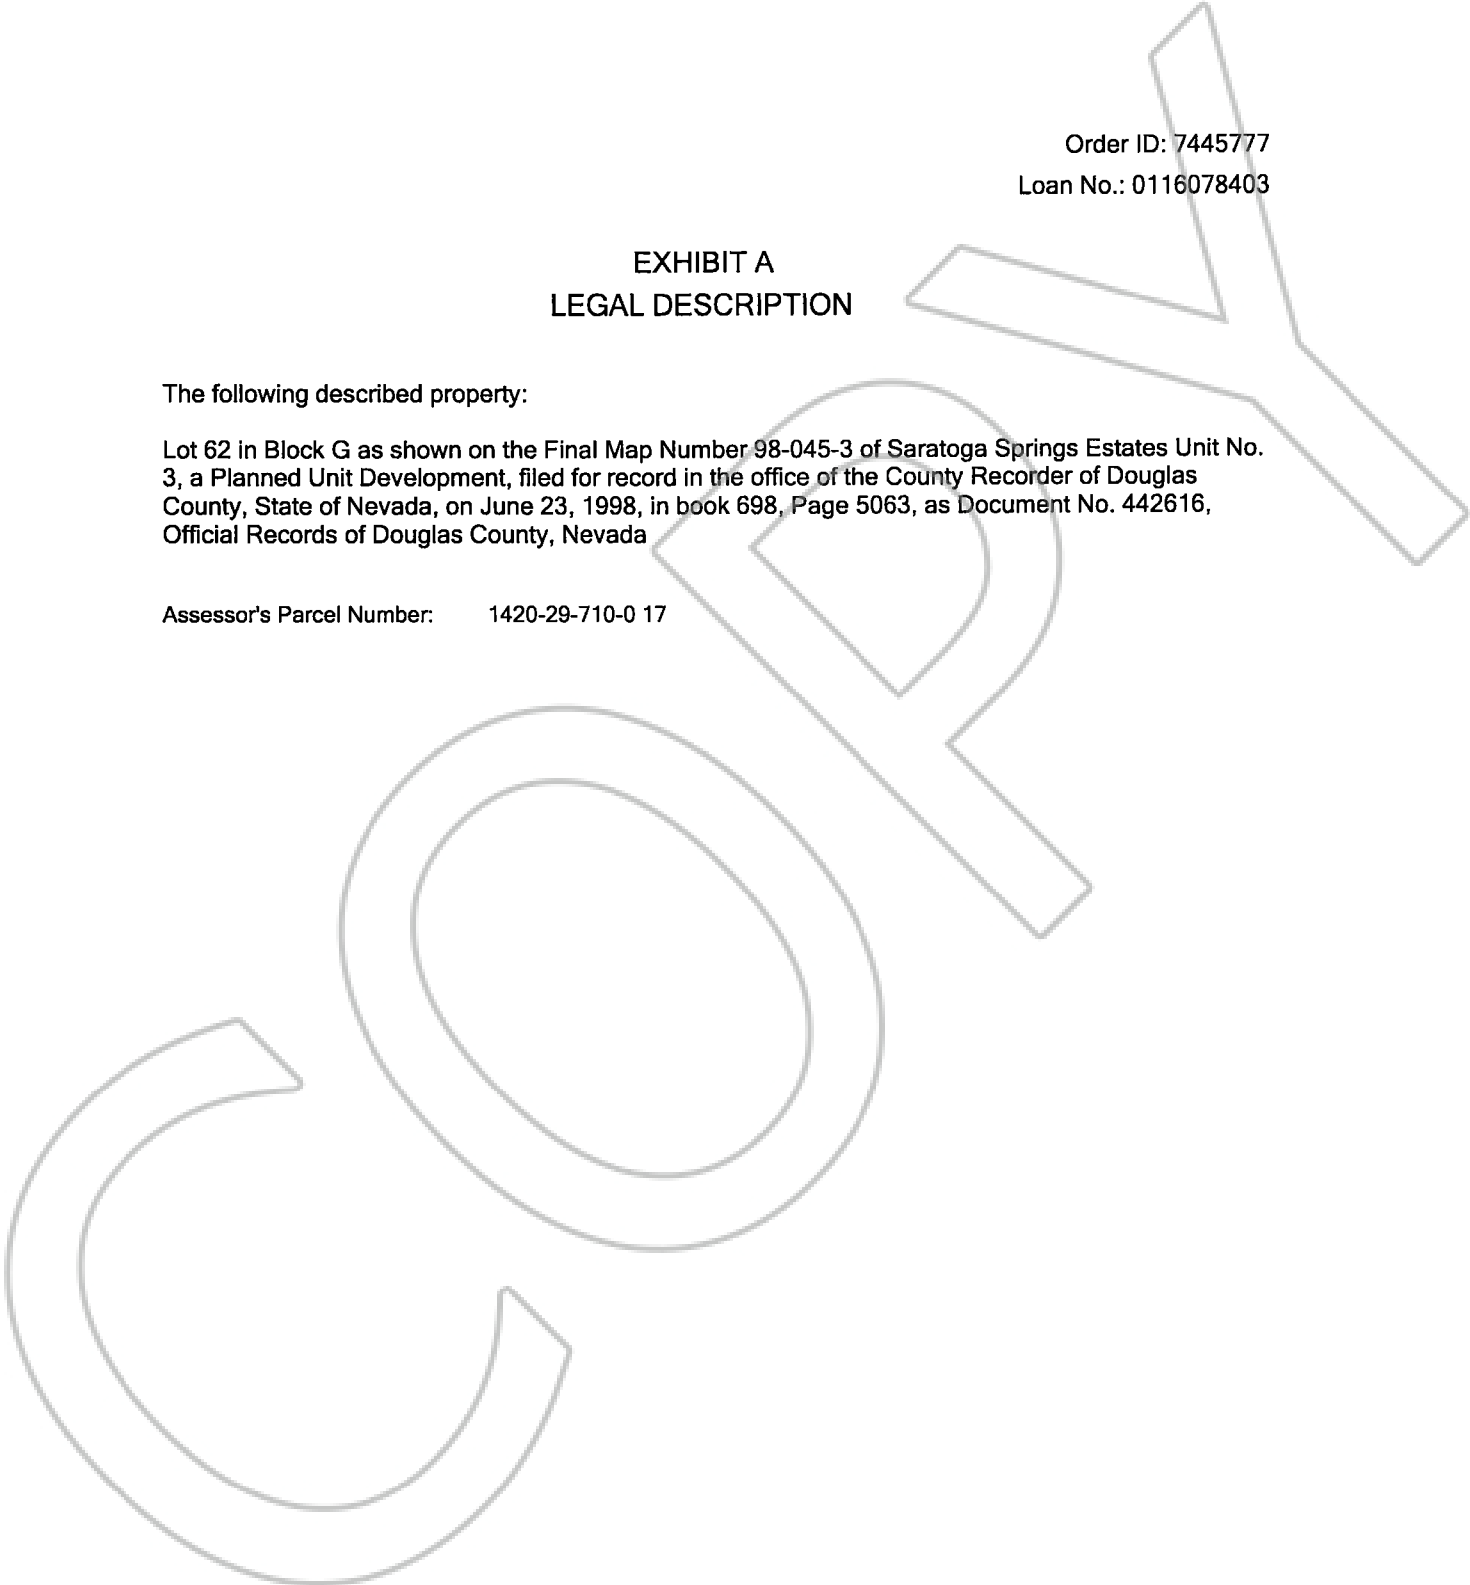 Order ID: 7445777
Loan No.: 0116078403
EXHIBIT A
LEGAL DESCRIPTION
The following described property:
Lot 62 in Block G as shown on the Final Map Number 98-045-3 of Saratoga Springs Estates Unit No.
3, a Planned Unit Development, filed for record in the office of the County Recorder of Douglas
County, State of Nevada, on June 23, 1998, in book 698, Page 5063, as Document No. 442616,
Official Records of Douglas County, Nevada
Assessor's Parcel Number: 1420-29-710-0 17
COPY